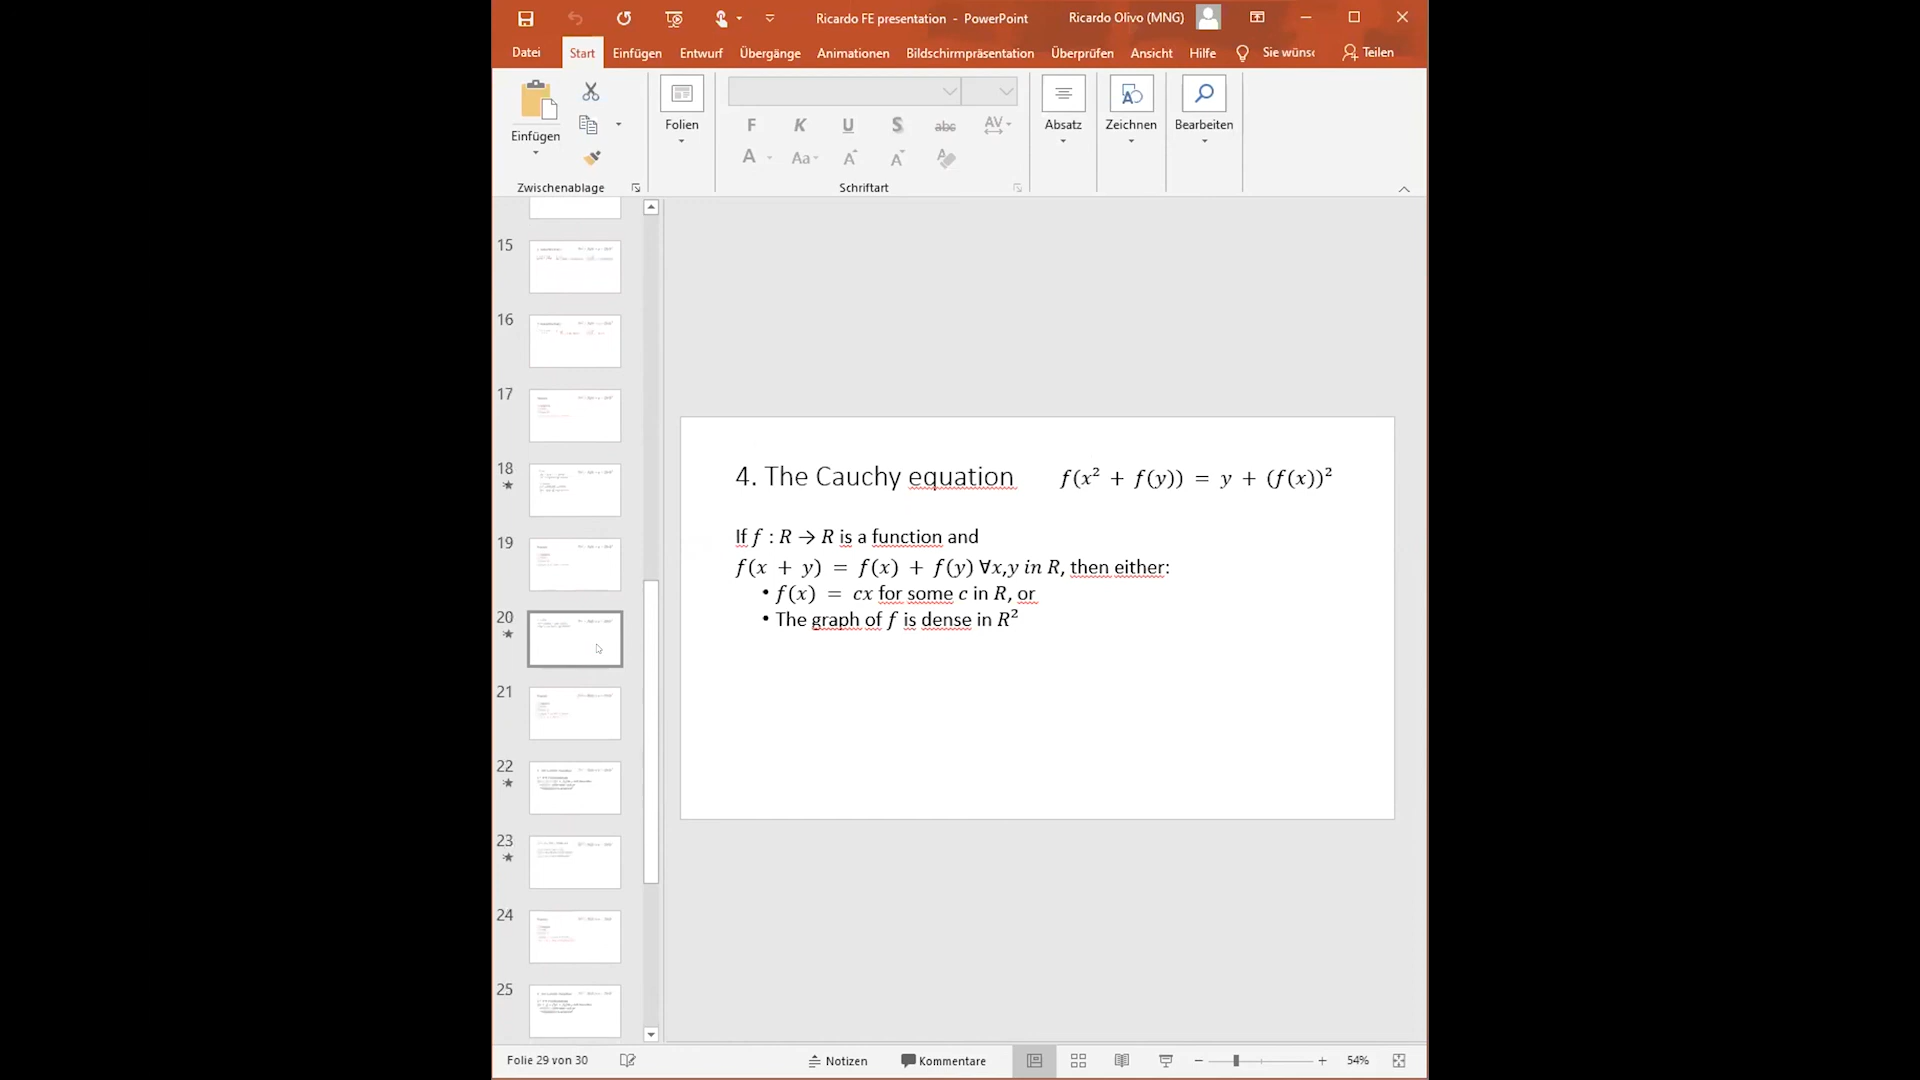 Ricardo FE presentation - PowerPoint
Ricardo Olivo (MNG)
Datei Start Einfügen Entwurf Übergänge Animationen Bildschirmpräsentation Überprüfen Ansicht Hilfe Sie wüns Teilen
Einfügen
Folien
F K U S abc AV
A Aa A A A
Absatz
Zeichnen
Bearbeiten
Zwischenablage
Schriftart
15
16
17
18
19
20
21
22
23
24
25
4. The Cauchy equation f(x² + f(y)) = y + (f(x))²
If f : R → R is a function and
f(x + y) = f(x) + f(y) ∀x,y in R, then either:
• f(x) = cx for some c in R, or
• The graph of f is dense in R²
Folie 29 von 30 Notizen Kommentare 54%